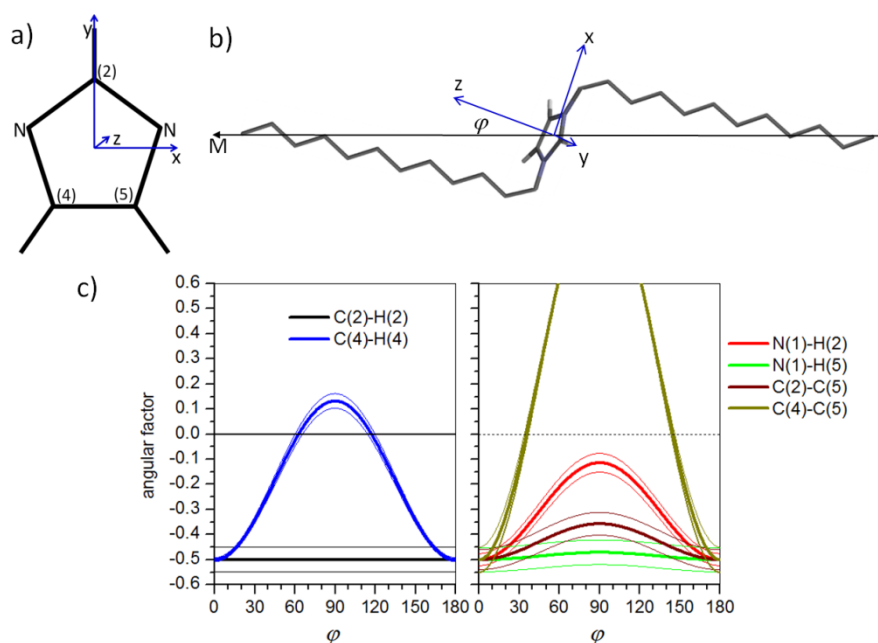 a)
y
(2)
N
N
z
x
(4)
(5)
b)
x
z
φ
M
y
c)
angular factor
0.6
0.5
0.4
0.3
0.2
0.1
0.0
-0.1
-0.2
-0.3
-0.4
-0.5
-0.6
C(2)-H(2)
C(4)-H(4)
0 30 60 90 120 150 180
φ
0 30 60 90 120 150 180
φ
N(1)-H(2)
N(1)-H(5)
C(2)-C(5)
C(4)-C(5)